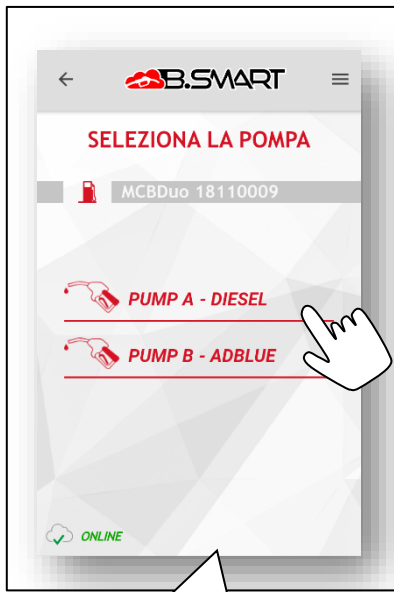 B.SMART
SELEZIONA LA POMPA
MCBDuo 18110009
PUMP A - DIESEL
PUMP B - ADBLUE
ONLINE